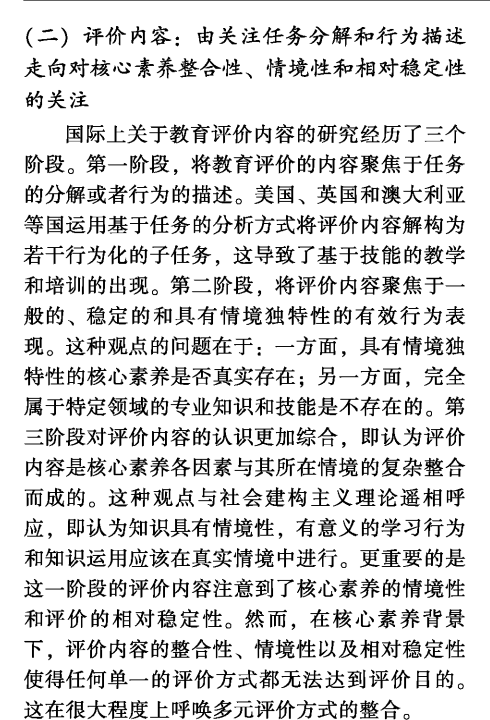 (二) 评价内容：由关注任务分解和行为描述
走向对核心素养整合性、情境性和相对稳定性
的关注
国际上关于教育评价内容的研究经历了三个
阶段。第一阶段，将教育评价的内容聚焦于任务
的分解或者行为的描述。美国、英国和澳大利亚
等国运用基于任务的分析方式将评价内容解构为
若干行为化的子任务，这导致了基于技能的教学
和培训的出现。第二阶段，将评价内容聚焦于一
般的、稳定的和具有情境独特性的有效行为表
现。这种观点的问题在于：一方面，具有情境独
特性的核心素养是否真实存在；另一方面，完全
属于特定领域的专业知识和技能是不存在的。第
三阶段对评价内容的认识更加综合，即认为评价
内容是核心素养各因素与其所在情境的复杂整合
而成的。这种观点与社会建构主义理论遥相呼
应，即认为知识具有情境性，有意义的学习行为
和知识运用应该在真实情境中进行。更重要的是
这一阶段的评价内容注意到了核心素养的情境性
和评价的相对稳定性。然而，在核心素养背景
下，评价内容的整合性、情境性以及相对稳定性
使得任何单一的评价方式都无法达到评价目的。
这在很大程度上呼唤多元评价方式的整合。